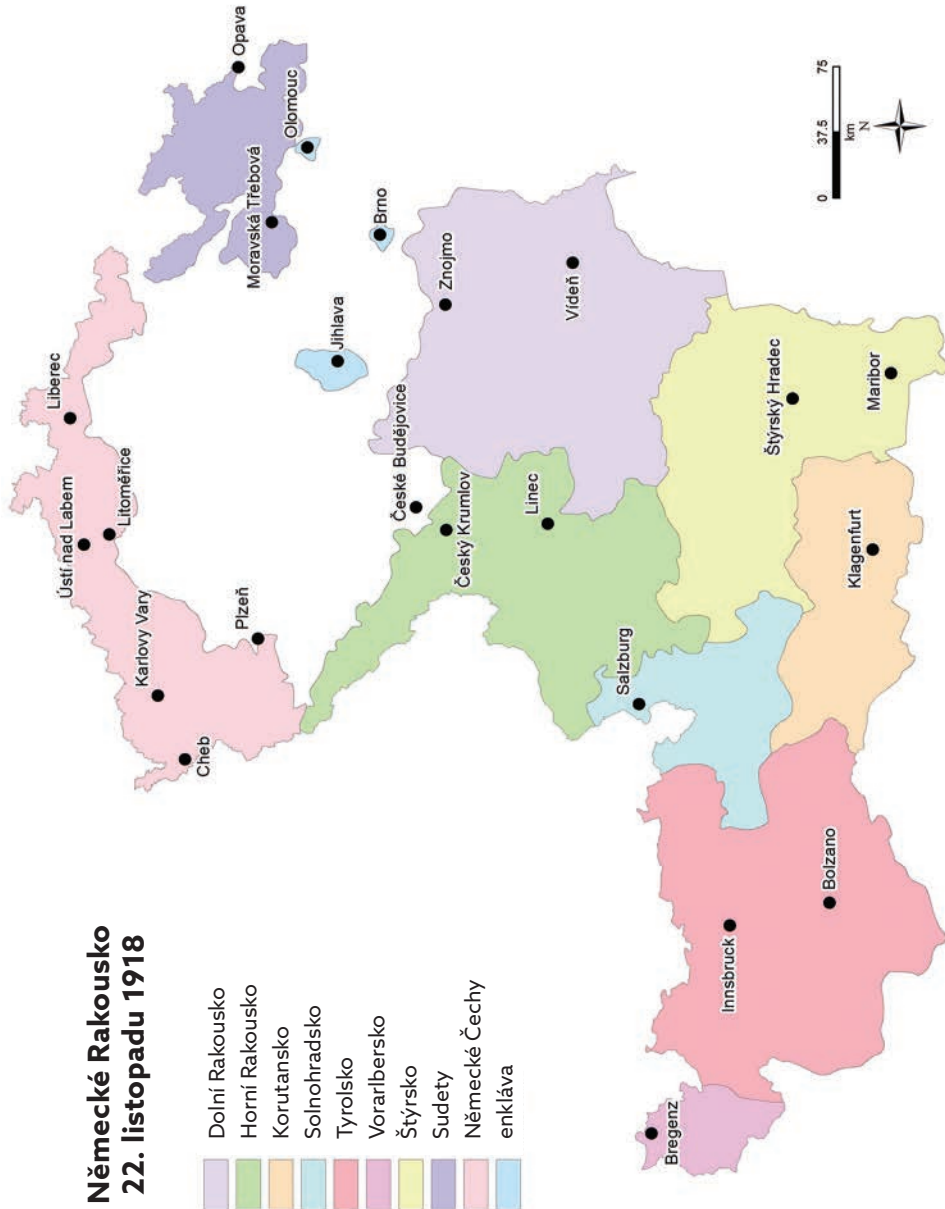 Německé Rakousko
22. listopadu 1918
Dolní Rakousko
Horní Rakousko
Korutansko
Solnohradsko
Tyrolsko
Vorarlbersko
Štýrsko
Sudety
Německé Čechy
enkláva
Liberec
Ústí nad Labem
Litoměřice
Karlovy Vary
Cheb
Plzeň
Opava
Olomouc
Moravská Třebová
Jihlava
Brno
České Budějovice
Český Krumlov
Znojmo
Linec
Vídeň
Salzburg
Štýrský Hradec
Maribor
Klagenfurt
Innsbruck
Bolzano
Bregenz
0 37.5 75
km
N